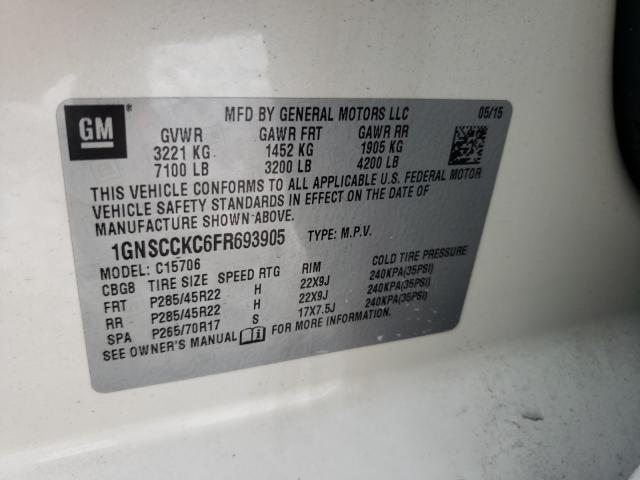 GM ® MFD BY GENERAL MOTORS LLC 05/15
GVWR GAWR FRT GAWR RR
3221 KG 1452 KG 1905 KG
7100 LB 3200 LB 4200 LB
THIS VEHICLE CONFORMS TO ALL APPLICABLE U.S. FEDERAL MOTOR
VEHICLE SAFETY STANDARDS IN EFFECT ON THE DATE OF
MANUFACTURE SHOWN ABOVE.
1GNSCCKC6FR693905 TYPE: M.P.V.
MODEL: C15706
CBG8 TIRE SIZE SPEED RTG RIM COLD TIRE PRESSURE
FRT P285/45R22 H 22X9J 240KPA(35PSI)
RR P285/45R22 H 22X9J 240KPA(35PSI)
SPA P265/70R17 S 17X7.5J 240KPA(35PSI)
SEE OWNER'S MANUAL FOR MORE INFORMATION.